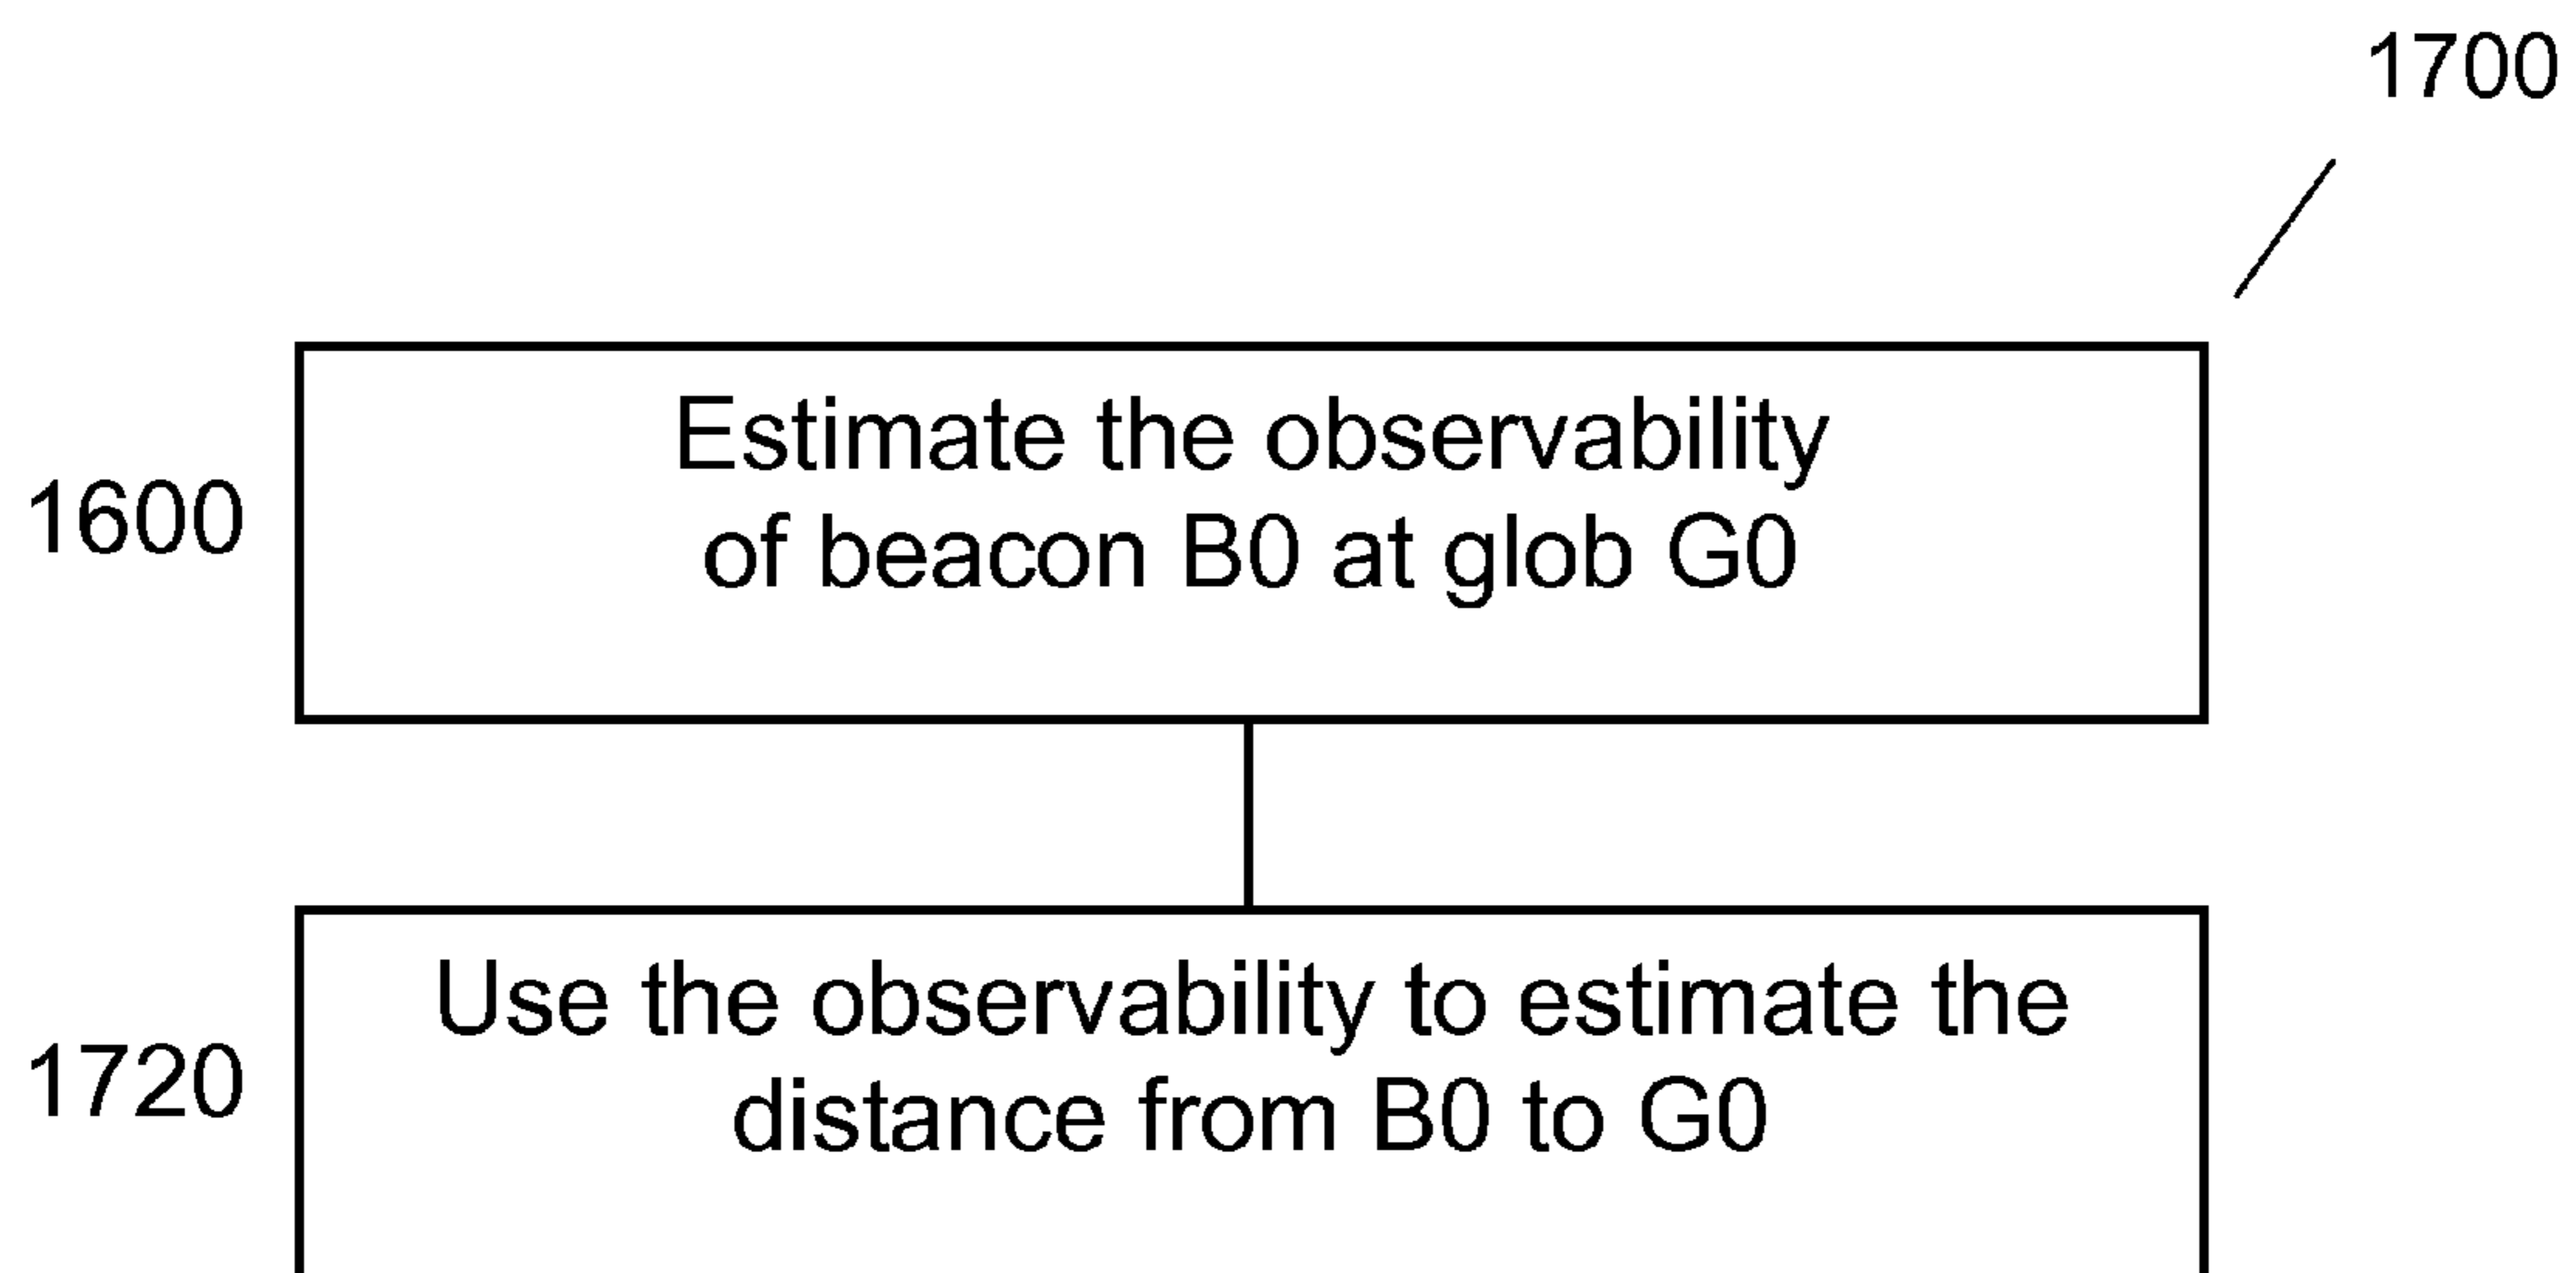 1700
Estimate the observability
of beacon B0 at glob G0
1600
Use the observability to estimate the
distance from B0 to G0
1720